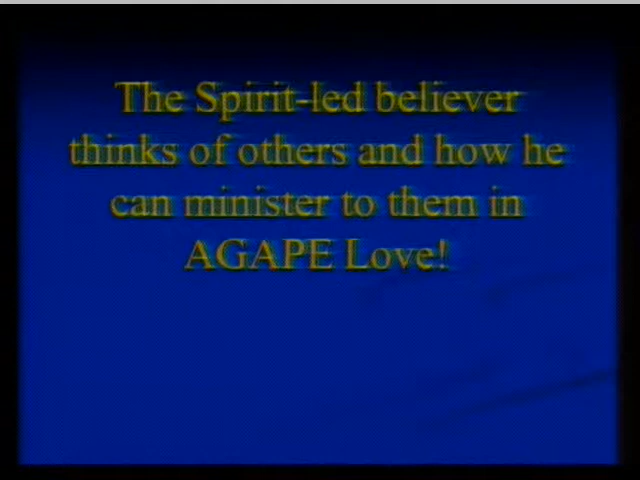 The Spirit-led believer
thinks of others and how he
can minister to them in
AGAPE Love!